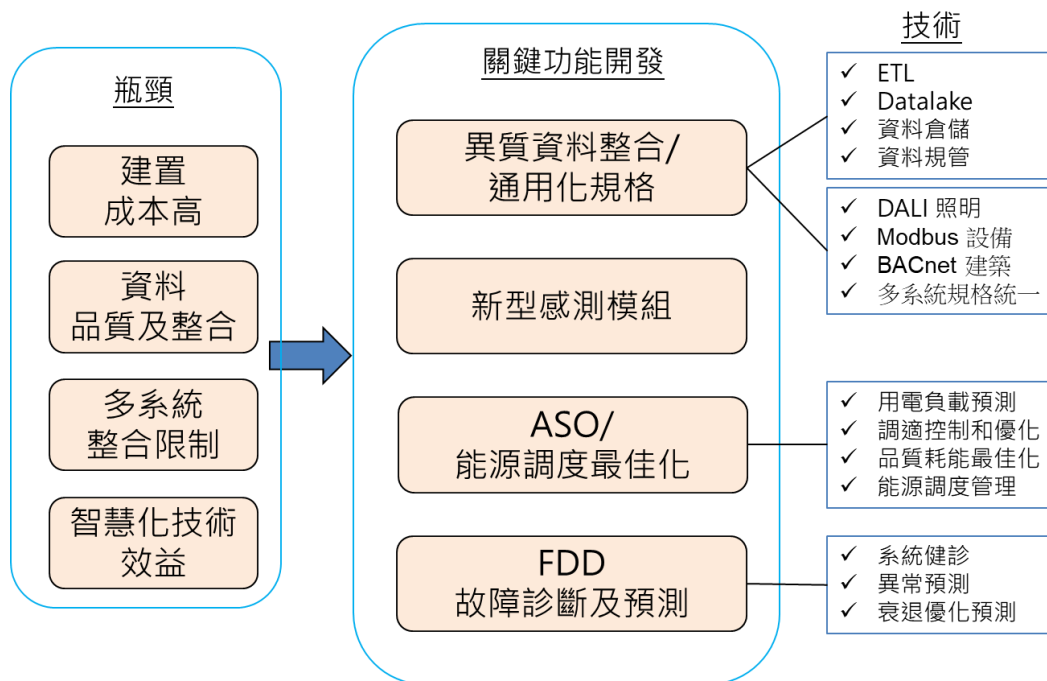 瓶頸
建置
成本高
資料
品質及整合
多系統
整合限制
智慧化技術
效益
關鍵功能開發
異質資料整合/
通用化規格
新型感測模組
ASO/
能源調度最佳化
FDD
故障診斷及預測
技術
✓ ETL
✓ Datalake
✓ 資料倉儲
✓ 資料規管
✓ DALI 照明
✓ Modbus 設備
✓ BACnet 建築
✓ 多系統規格統一
✓ 用電負載預測
✓ 調適控制和優化
✓ 品質耗能最佳化
✓ 能源調度管理
✓ 系統健診
✓ 異常預測
✓ 衰退優化預測